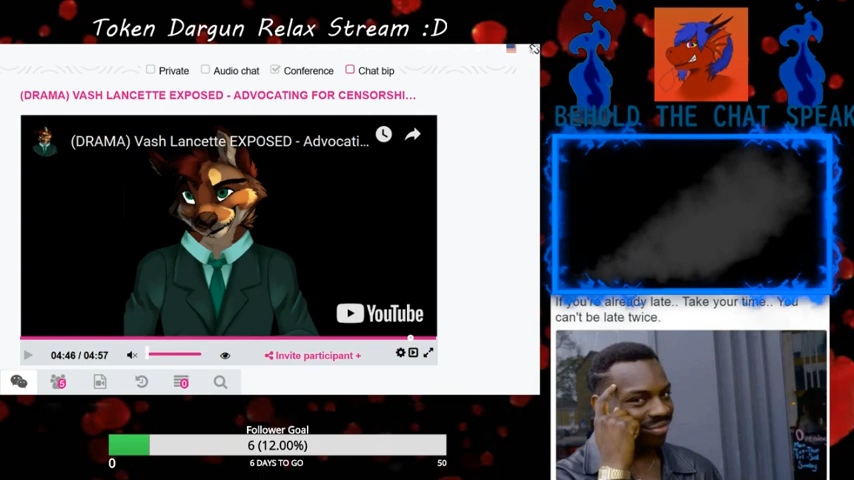 Token Dargun Relax Stream :D
Private
Audio chat
Conference
Chat bip
(DRAMA) VASH LANCETTE EXPOSED - ADVOCATING FOR CENSORSHI...
(DRAMA) Vash Lancette EXPOSED - Advocati...
YouTube
04:46 / 04:57
Invite participant +
5
0
Follower Goal
6 (12.00%)
0
6 DAYS TO GO
50
BEHOLD THE CHAT SPEAK
If you're already late.. Take your time.. You
can't be late twice.